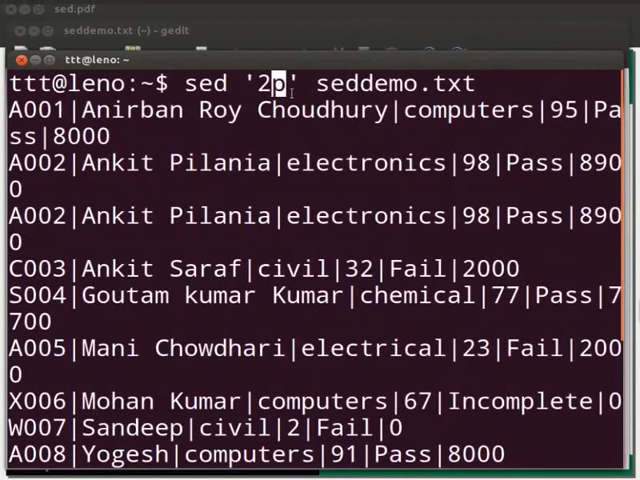 sed.pdf
seddemo.txt (~) - gedit
ttt@leno: ~
ttt@leno:~$ sed '2p' seddemo.txt
A001|Anirban Roy Choudhury|computers|95|Pa
ss|8000
A002|Ankit Pilania|electronics|98|Pass|890
0
A002|Ankit Pilania|electronics|98|Pass|890
0
C003|Ankit Saraf|civil|32|Fail|2000
S004|Goutam kumar Kumar|chemical|77|Pass|7
700
A005|Mani Chowdhari|electrical|23|Fail|200
0
X006|Mohan Kumar|computers|67|Incomplete|0
W007|Sandeep|civil|2|Fail|0
A008|Yogesh|computers|91|Pass|8000